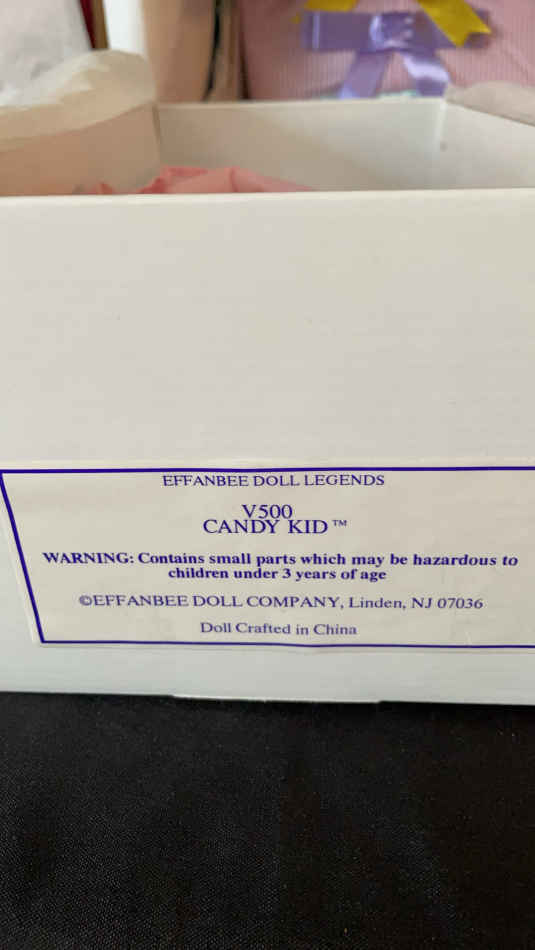 EFFANBEE DOLL LEGENDS
V500
CANDY KID™
WARNING: Contains small parts which may be hazardous to
children under 3 years of age
©EFFANBEE DOLL COMPANY, Linden, NJ 07036
Doll Crafted in China